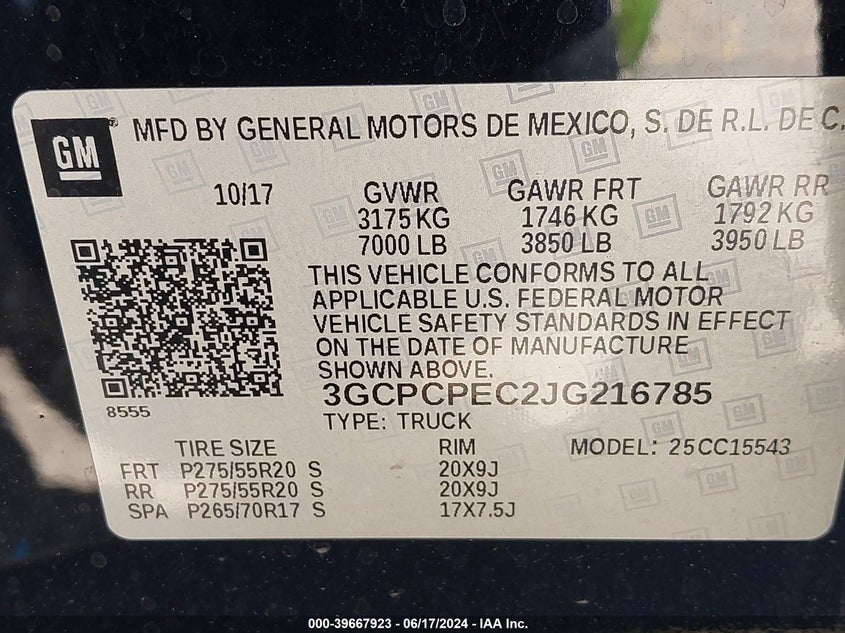 GM® MFD BY GENERAL MOTORS DE MEXICO, S. DE R.L. DE C.
10/17 GVWR GAWR FRT GAWR RR
3175 KG 1746 KG 1792 KG
7000 LB 3850 LB 3950 LB
THIS VEHICLE CONFORMS TO ALL
APPLICABLE U.S. FEDERAL MOTOR
VEHICLE SAFETY STANDARDS IN EFFECT
ON THE DATE OF MANUFACTURE
SHOWN ABOVE.
3GCPCPEC2JG216785
8555
TYPE: TRUCK
TIRE SIZE RIM MODEL: 25CC15543
FRT P275/55R20 S 20X9J
RR P275/55R20 S 20X9J
SPA P265/70R17 S 17X7.5J
000-39667923 - 06/17/2024 - IAA Inc.